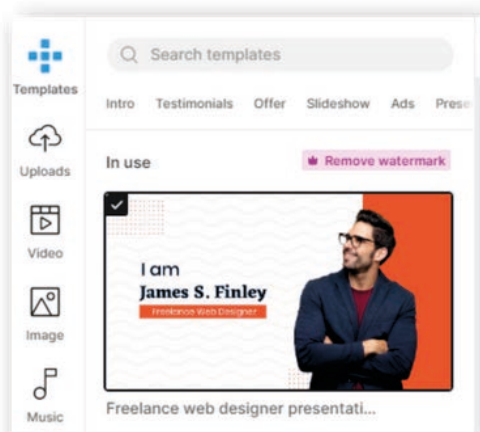 Search templates
Templates
Intro Testimonials Offer Slideshow Ads Prese
Uploads
In use Remove watermark
Video
I am
James S. Finley
Freelance Web Designer
Image
Music
Freelance web designer presentati...